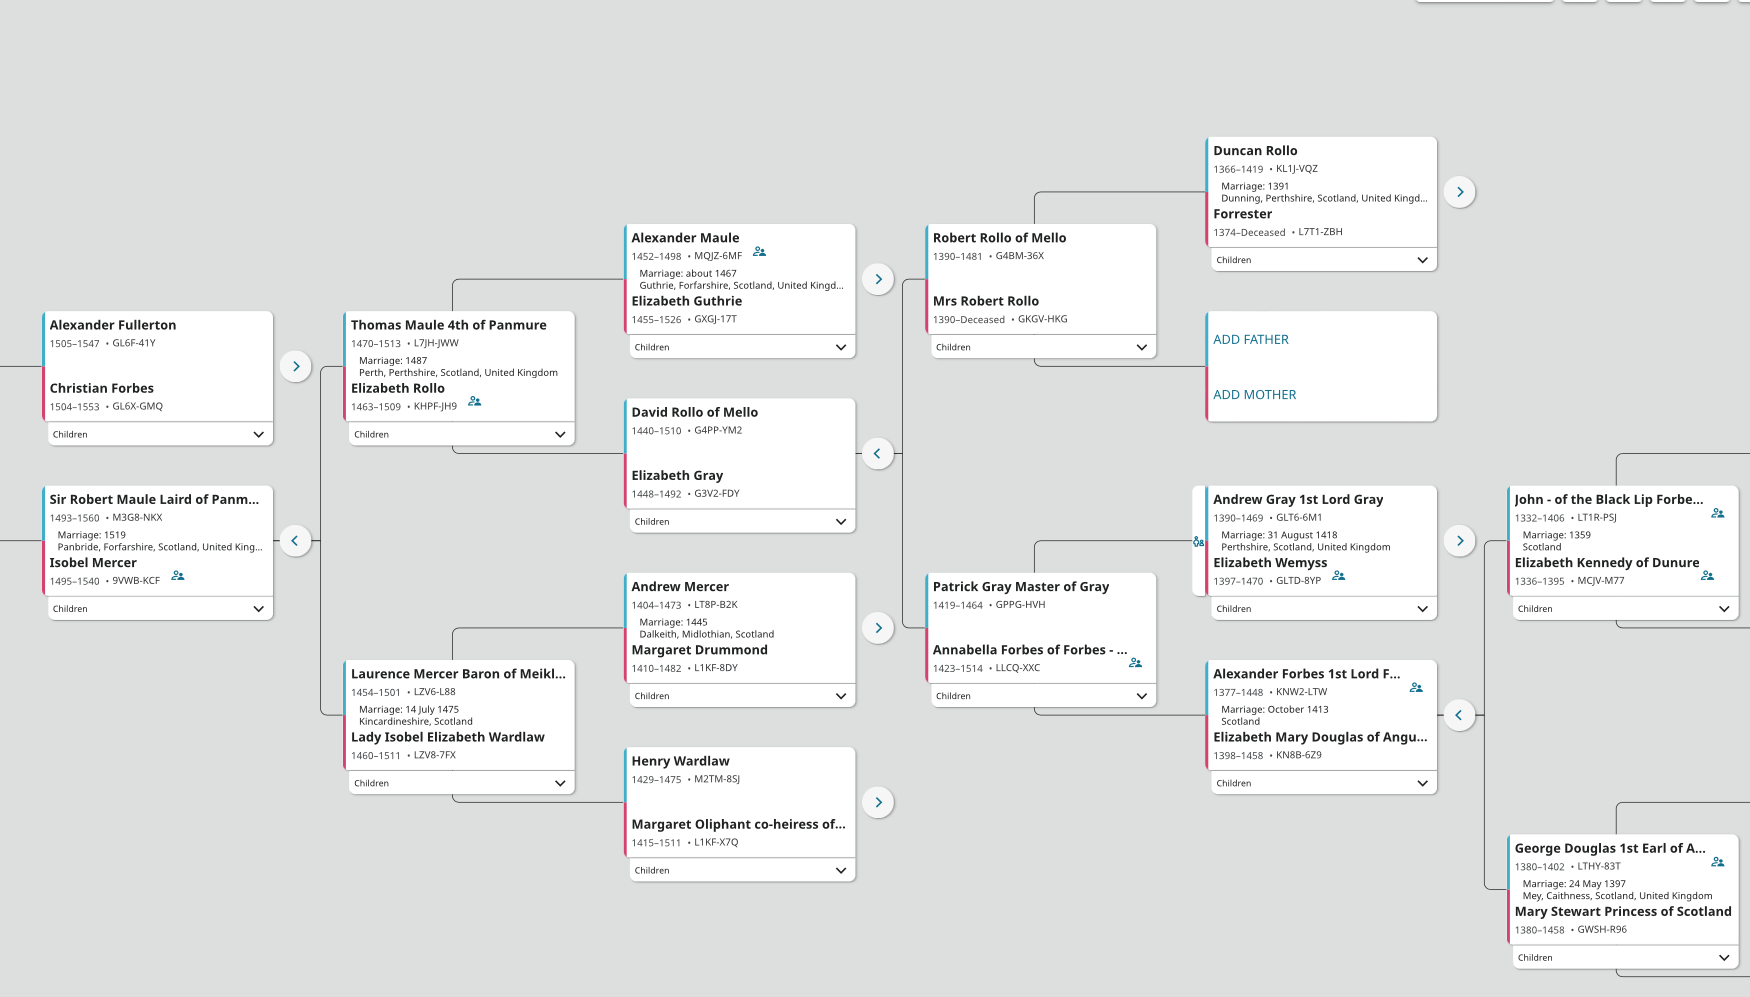 Alexander Fullerton
1505–1547 • GL6F-41Y
Christian Forbes
1504–1553 • GL6X-GMQ
Children
Sir Robert Maule Laird of Panm...
1493–1560 • M3G8-NKX
Marriage: 1519
Panbride, Forfarshire, Scotland, United King...
Isobel Mercer
1495–1540 • 9VWB-KCF
Children
Thomas Maule 4th of Panmure
1470–1513 • L7JH-JWW
Marriage: 1487
Perth, Perthshire, Scotland, United Kingdom
Elizabeth Rollo
1463–1509 • KHPF-JH9
Children
Laurence Mercer Baron of Meikl...
1454–1501 • LZV6-L88
Marriage: 14 July 1475
Kincardineshire, Scotland
Lady Isobel Elizabeth Wardlaw
1460–1511 • LZV8-7FX
Children
Alexander Maule
1452–1498 • MQJZ-6MF
Marriage: about 1467
Guthrie, Forfarshire, Scotland, United Kingd...
Elizabeth Guthrie
1455–1526 • GXGJ-17T
Children
David Rollo of Mello
1440–1510 • G4PP-YM2
Elizabeth Gray
1448–1492 • G3V2-FDY
Children
Andrew Mercer
1404–1473 • LT8P-B2K
Marriage: 1445
Dalkeith, Midlothian, Scotland
Margaret Drummond
1410–1482 • L1KF-8DY
Children
Henry Wardlaw
1429–1475 • M2TM-8SJ
Margaret Oliphant co-heiress of...
1415–1511 • L1KF-X7Q
Children
Robert Rollo of Mello
1390–1481 • G4BM-36X
Mrs Robert Rollo
1390–Deceased • GKGV-HKG
Children
Patrick Gray Master of Gray
1419–1464 • GPPG-HVH
Annabella Forbes of Forbes - ...
1423–1514 • LLCQ-XXC
Children
Duncan Rollo
1366–1419 • KL1J-VQZ
Marriage: 1391
Dunning, Perthshire, Scotland, United Kingd...
Forrester
1374–Deceased • L7T1-ZBH
Children
ADD FATHER
ADD MOTHER
Andrew Gray 1st Lord Gray
1390–1469 • GLT6-6M1
Marriage: 31 August 1418
Perthshire, Scotland, United Kingdom
Elizabeth Wemyss
1397–1470 • GLTD-8YP
Children
Alexander Forbes 1st Lord F...
1377–1448 • KNW2-LTW
Marriage: October 1413
Scotland
Elizabeth Mary Douglas of Angu...
1398–1458 • KN8B-6Z9
Children
John - of the Black Lip Forbe...
1332–1406 • LT1R-PSJ
Marriage: 1359
Scotland
Elizabeth Kennedy of Dunure
1336–1395 • MCJV-M77
Children
George Douglas 1st Earl of A...
1380–1402 • LTHY-83T
Marriage: 24 May 1397
Mey, Caithness, Scotland, United Kingdom
Mary Stewart Princess of Scotland
1380–1458 • GWSH-R96
Children